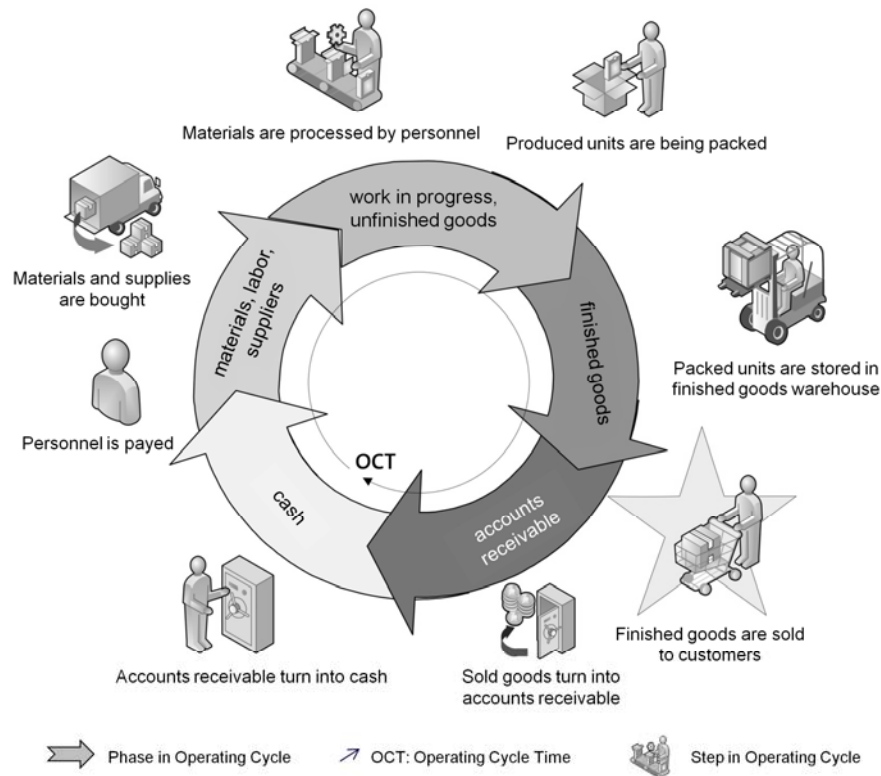 Materials are processed by personnel
Produced units are being packed
work in progress,
unfinished goods
Materials and supplies
are bought
materials, labor,
suppliers
finished goods
Packed units are stored in
finished goods warehouse
Personnel is payed
OCT
cash
accounts
receivable
Finished goods are sold
to customers
Accounts receivable turn into cash
Sold goods turn into
accounts receivable
Phase in Operating Cycle
OCT: Operating Cycle Time
Step in Operating Cycle